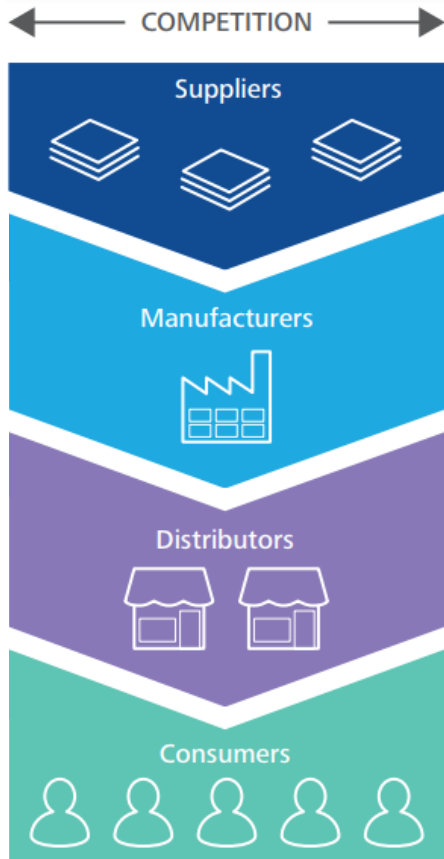 COMPETITION
Suppliers
Manufacturers
Distributors
Consumers